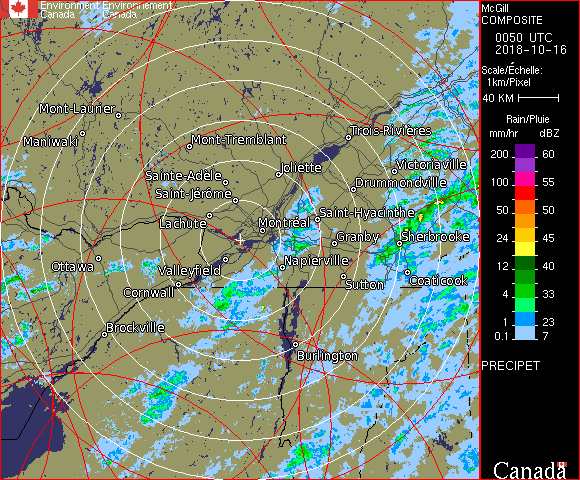 Environment Environnement
Canada Canada
McGill
COMPOSITE
0050 UTC
2018-10-16
Scale/Échelle:
1km/Pixel
40 KM
Rain/Pluie
mm/hr dBZ
200 60
100 55
50 50
24 45
12 40
4 33
1 23
0.1 7
PRECIPET
Canada
Mont-Laurier
Maniwaki
Mont-Tremblant
Trois-Rivières
Joliette
Victoriaville
Sainte-Adèle
Saint-Jérôme
Drummondville
Lachute
Montréal
Saint-Hyacinthe
Granby
Sherbrooke
Ottawa
Valleyfield
Napierville
Cornwall
Sutton
Coaticook
Brockville
Burlington